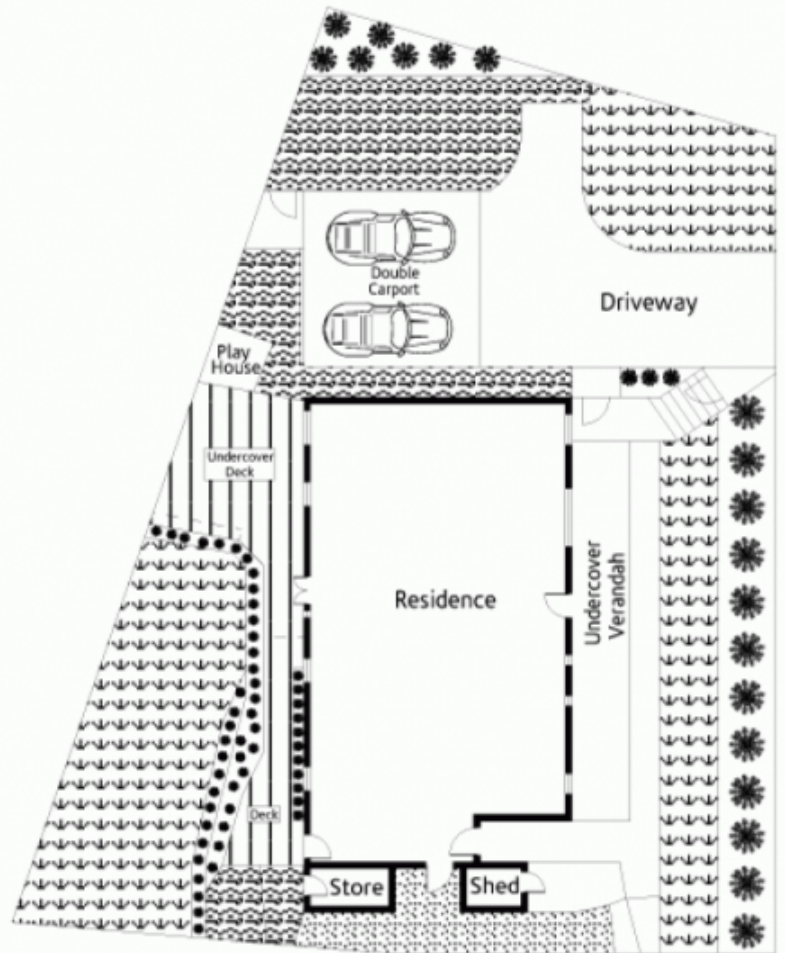 Double
Carport
Driveway
Play
House
Undercover
Deck
Residence
Undercover
Verandah
Deck
Store
Shed